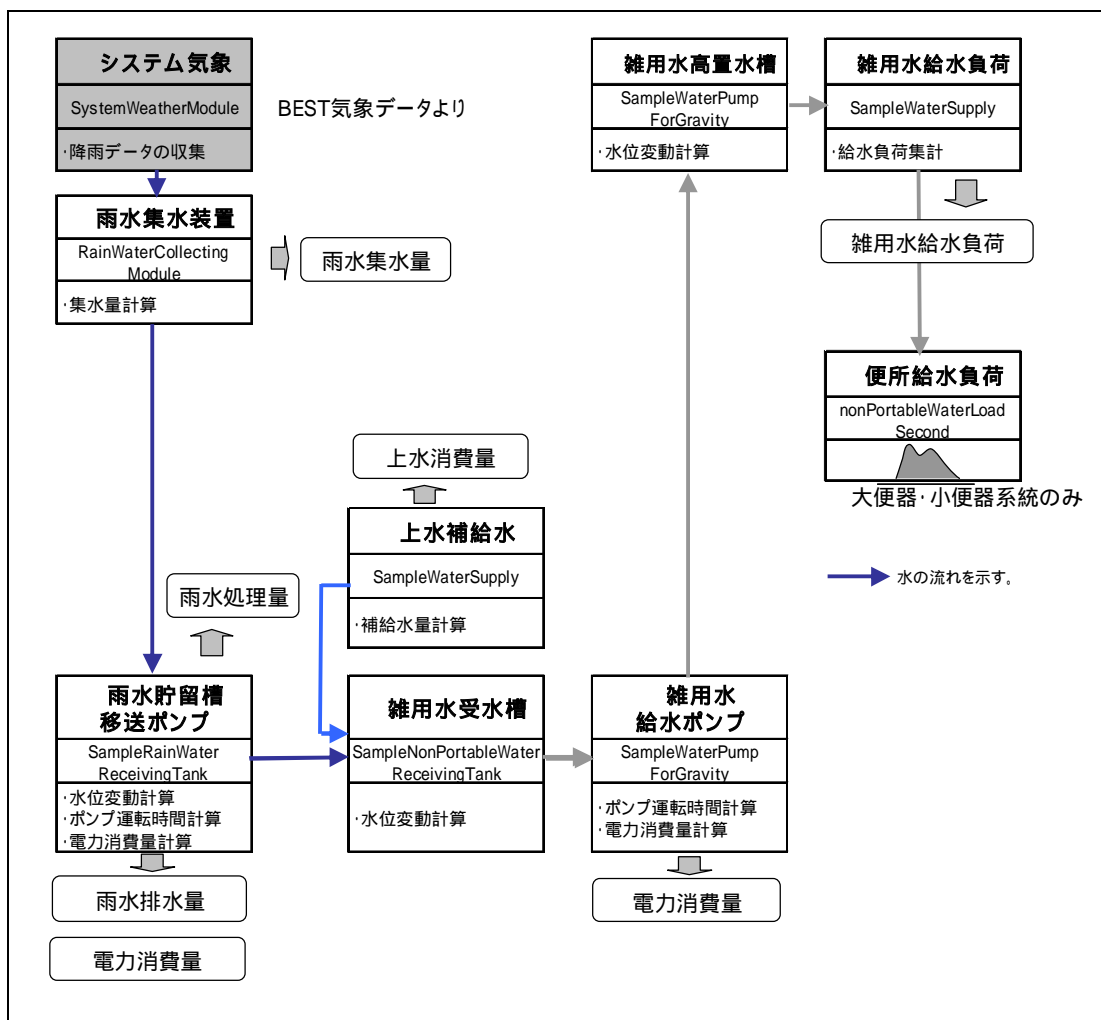 システム気象
SystemWeatherModule
･降雨データの収集
BEST気象データより
雨水集水装置
RainWaterCollecting
Module
･集水量計算
雨水集水量
雑用水高置水槽
SampleWaterPump
ForGravity
･水位変動計算
雑用水給水負荷
SampleWaterSupply
･給水負荷集計
雑用水給水負荷
便所給水負荷
nonPortableWaterLoad
Second
大便器･小便器系統のみ
水の流れを示す。
上水消費量
上水補給水
SampleWaterSupply
･補給水量計算
雨水処理量
雨水貯留槽
移送ポンプ
SampleRainWater
ReceivingTank
･水位変動計算
･ポンプ運転時間計算
･電力消費量計算
雨水排水量
電力消費量
雑用水受水槽
SampleNonPortableWater
ReceivingTank
･水位変動計算
雑用水
給水ポンプ
SampleWaterPump
ForGravity
･ポンプ運転時間計算
･電力消費量計算
電力消費量